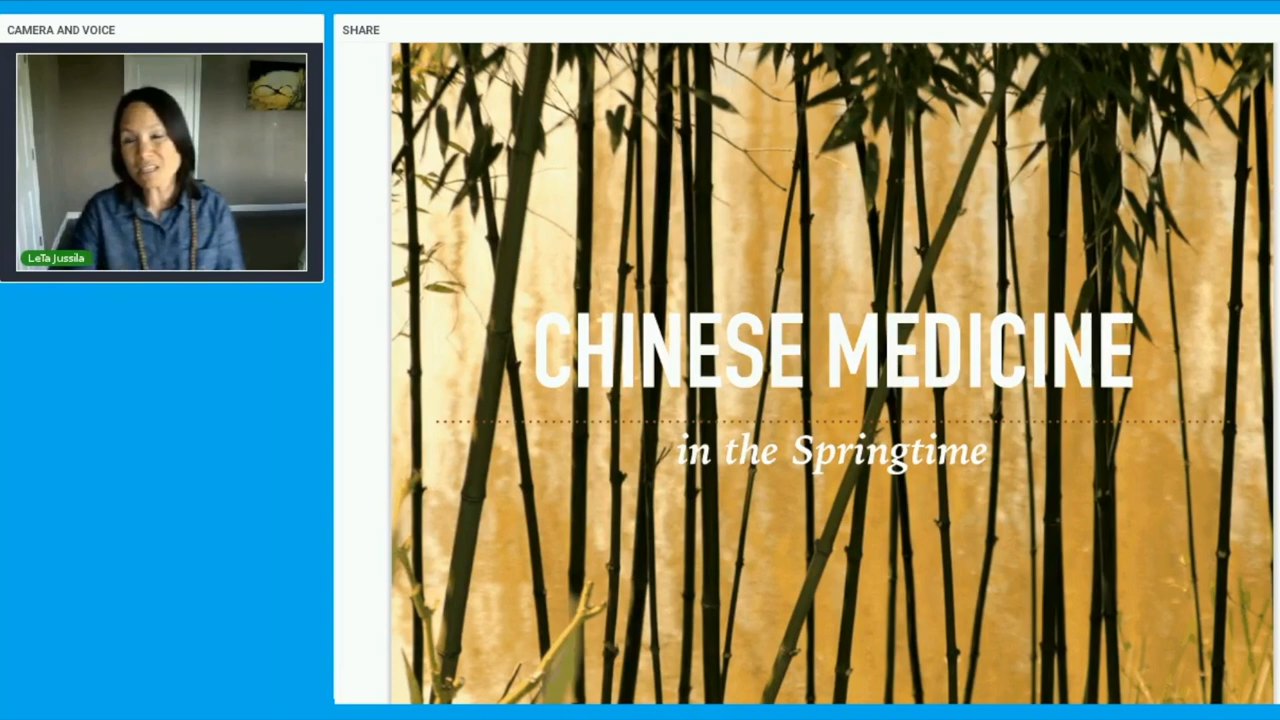 CAMERA AND VOICE
SHARE
LeTa Jussila
CHINESE MEDICINE
in the Springtime